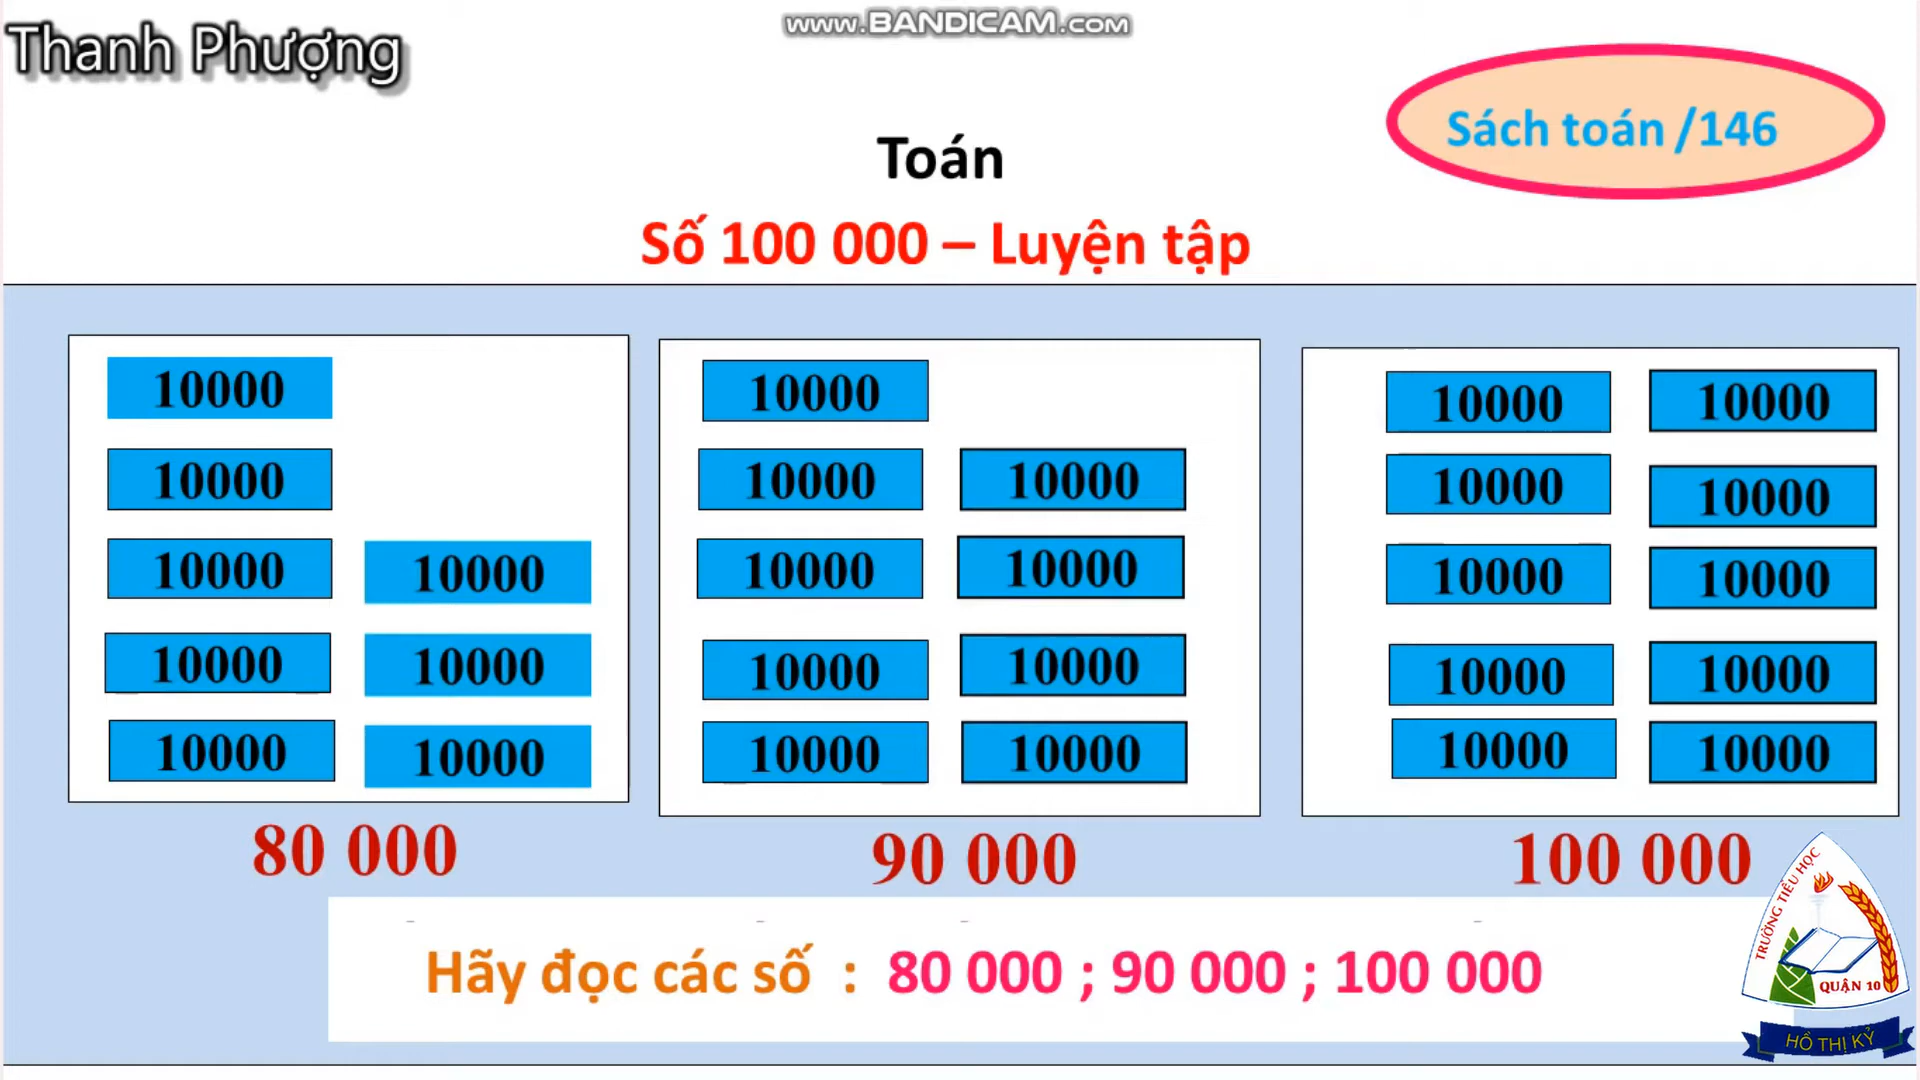 www.BANDICAM.com
Thanh Phượng
Sách toán /146
Toán
Số 100 000 – Luyện tập
10000
10000
10000 10000
10000 10000
10000 10000
80 000
10000
10000 10000
10000 10000
10000 10000
10000 10000
90 000
10000 10000
10000 10000
10000 10000
10000 10000
10000 10000
100 000
Hãy đọc các số : 80 000 ; 90 000 ; 100 000
TRƯỜNG TIỂU HỌC
QUẬN 10
HỒ THỊ KỶ